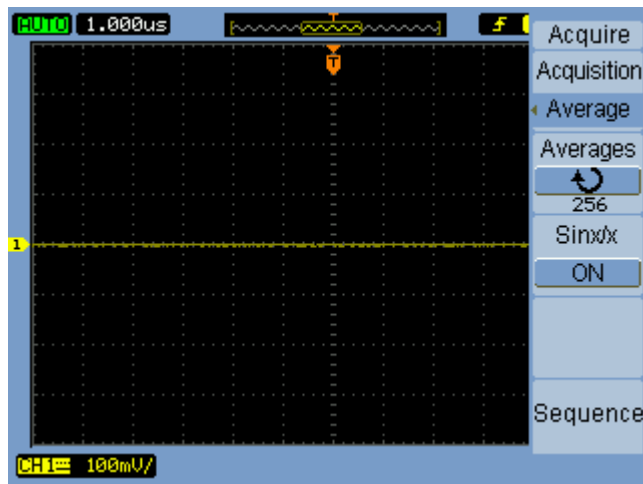 AUTO 1.000us
T
Acquire
Acquisition
Average
Averages
256
Sinx/x
ON
Sequence
1
CH1 100mV/